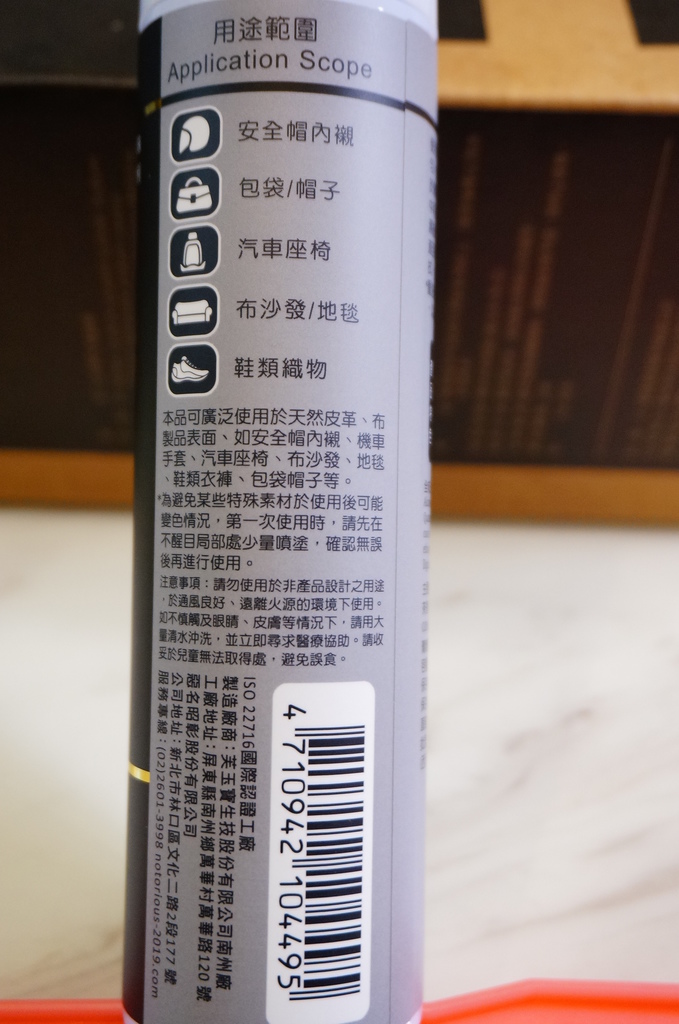 用途範圍
Application Scope
安全帽內襯
包袋/帽子
汽車座椅
布沙發/地毯
鞋類織物
本品可廣泛使用於天然皮革、布
製品表面、如安全帽內襯、機車
手套、汽車座椅、布沙發、地毯
、鞋類衣褲、包袋帽子等。
*為避免某些特殊素材於使用後可能
變色情況，第一次使用時，請先在
不醒目局部處少量噴塗，確認無誤
後再進行使用。
注意事項：請勿使用於非產品設計之用途
，於通風良好、遠離火源的環境下使用。
如不慎觸及眼睛、皮膚等情況下，請用大
量清水沖洗，並立即尋求醫療協助。請收
妥於兒童無法取得處，避免誤食。
ISO 22716國際認證工廠
製造廠商：芙玉寶生技股份有限公司南州廠
工廠地址：屏東縣南州鄉萬華村萬華路120號
惡名昭彰股份有限公司
公司地址：新北市林口區文化二路2段177號
服務專線：(02)2601-3998 notorious-2019.com
4 710942 104495